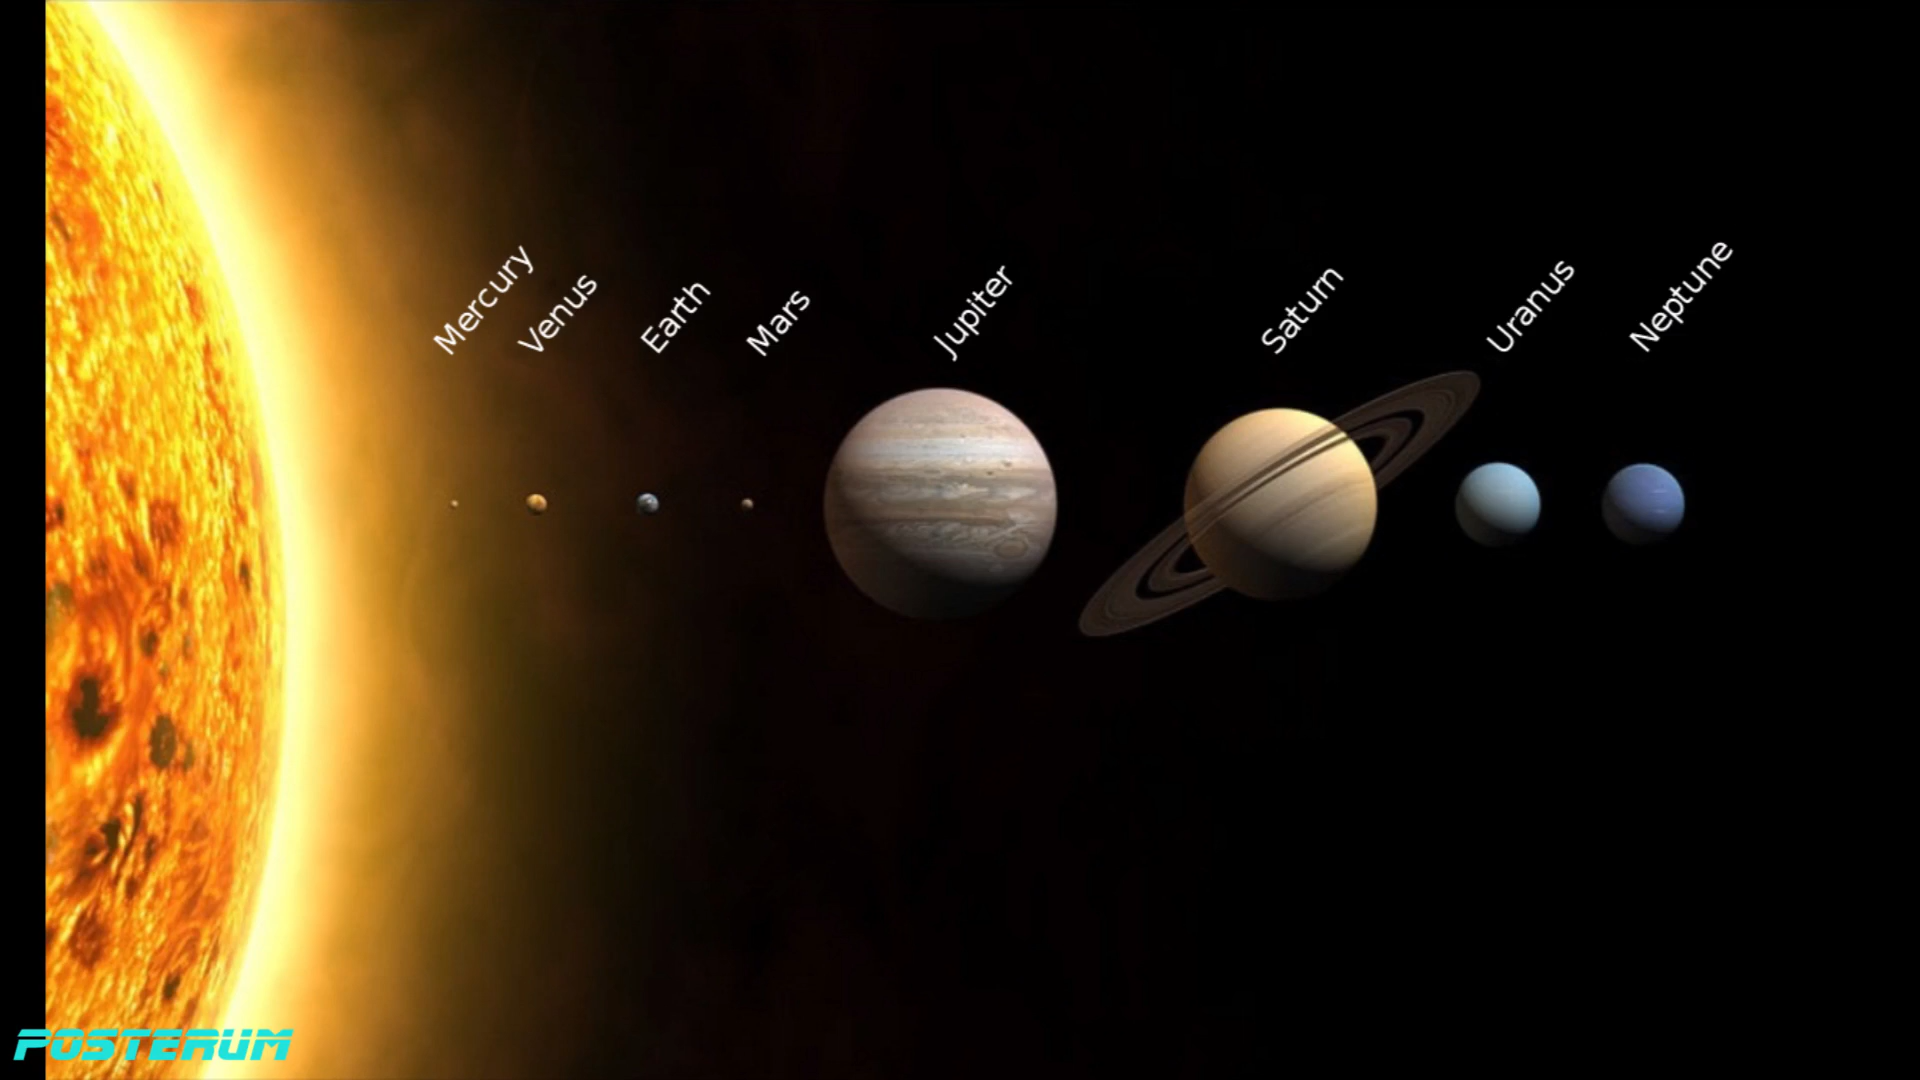 Mercury
Venus
Earth
Mars
Jupiter
Saturn
Uranus
Neptune
POSTERUM